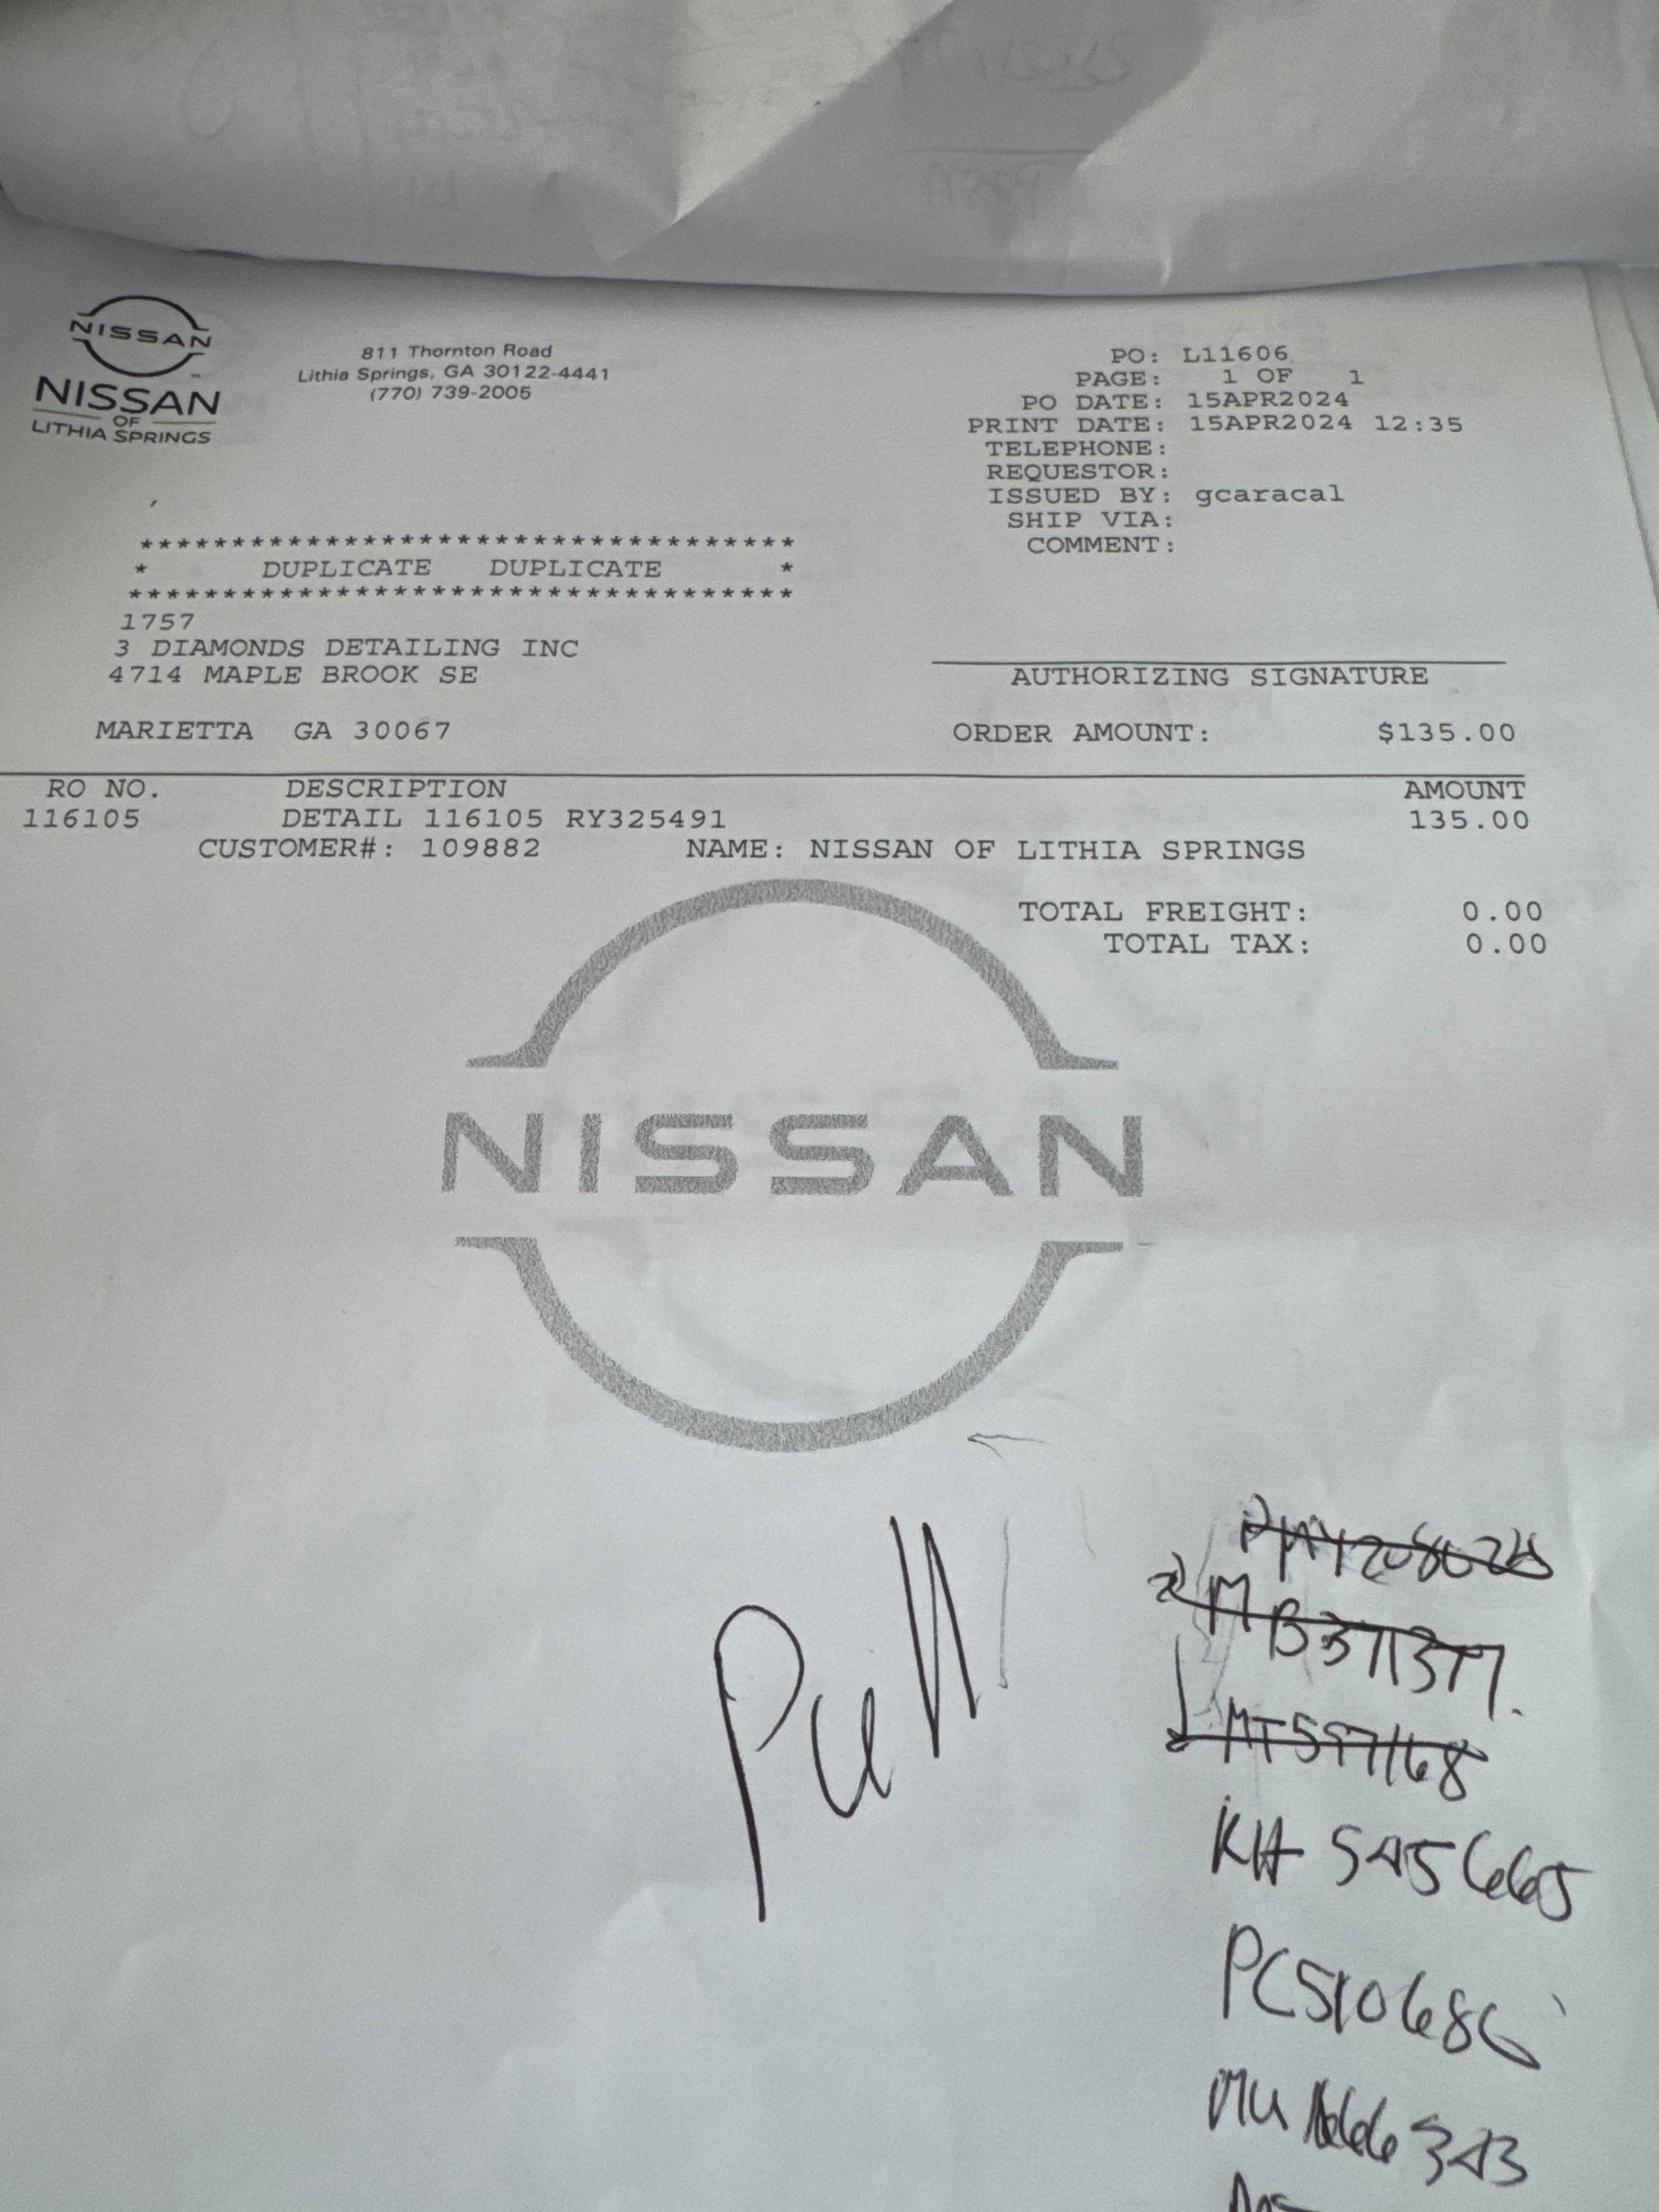 NISSAN
NISSAN
OF
LITHIA SPRINGS
811 Thornton Road
Lithia Springs, GA 30122-4441
(770) 739-2005
PO: L11606
PAGE: 1 OF 1
PO DATE: 15APR2024
PRINT DATE: 15APR2024 12:35
TELEPHONE:
REQUESTOR:
ISSUED BY: gcaracal
SHIP VIA:
COMMENT:
***********************************
* DUPLICATE DUPLICATE *
***********************************
1757
3 DIAMONDS DETAILING INC
4714 MAPLE BROOK SE
MARIETTA GA 30067
AUTHORIZING SIGNATURE
ORDER AMOUNT: $135.00
RO NO. DESCRIPTION AMOUNT
116105 DETAIL 116105 RY325491 135.00
CUSTOMER#: 109882 NAME: NISSAN OF LITHIA SPRINGS
TOTAL FREIGHT: 0.00
TOTAL TAX: 0.00
NISSAN
Pull
MT597168
KH 545665
PC510686